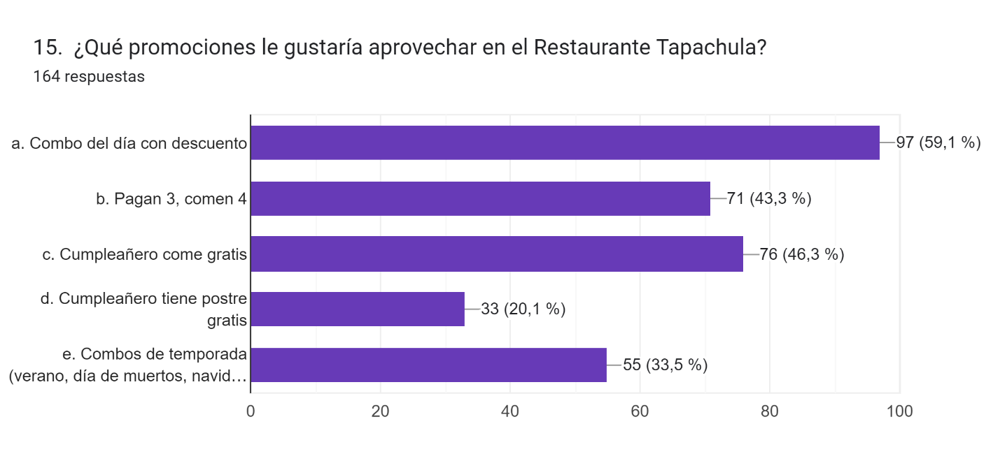 15. ¿Qué promociones le gustaría aprovechar en el Restaurante Tapachula?
164 respuestas
a. Combo del día con descuento
97 (59,1 %)
b. Pagan 3, comen 4
71 (43,3 %)
c. Cumpleañero come gratis
76 (46,3 %)
d. Cumpleañero tiene postre
gratis
33 (20,1 %)
e. Combos de temporada
(verano, día de muertos, navid…
55 (33,5 %)
0 20 40 60 80 100